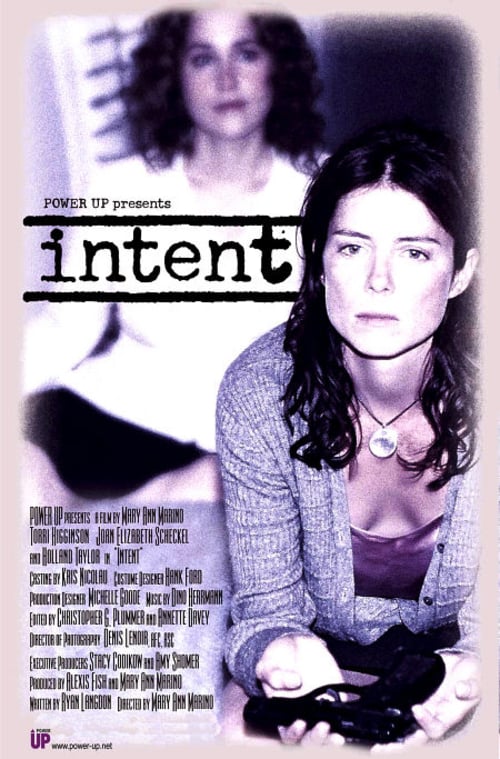 POWER UP presents
intent
POWER UP PRESENTS A FILM BY MARY ANN MARINO
TORRI HIGGINSON JOAN ELIZABETH SCHECKEL
AND HOLLAND TAYLOR IN "INTENT"
CASTING BY KRIS NICOLAU COSTUME DESIGNER HANK FORD
PRODUCTION DESIGNER MICHELLE GOODE MUSIC BY DINO HERRMANN
EDITED BY CHRISTOPHER G. PLUMMER AND ANNETTE DAVEY
DIRECTOR OF PHOTOGRAPHY DENIS LENOIR AFC, ASC
EXECUTIVE PRODUCERS STACY CODIKOW AND AMY SHOMER
PRODUCED BY ALEXIS FISH AND MARY ANN MARINO
WRITTEN BY RYAN LANGDON DIRECTED BY MARY ANN MARINO
POWER
UP www.power-up.net